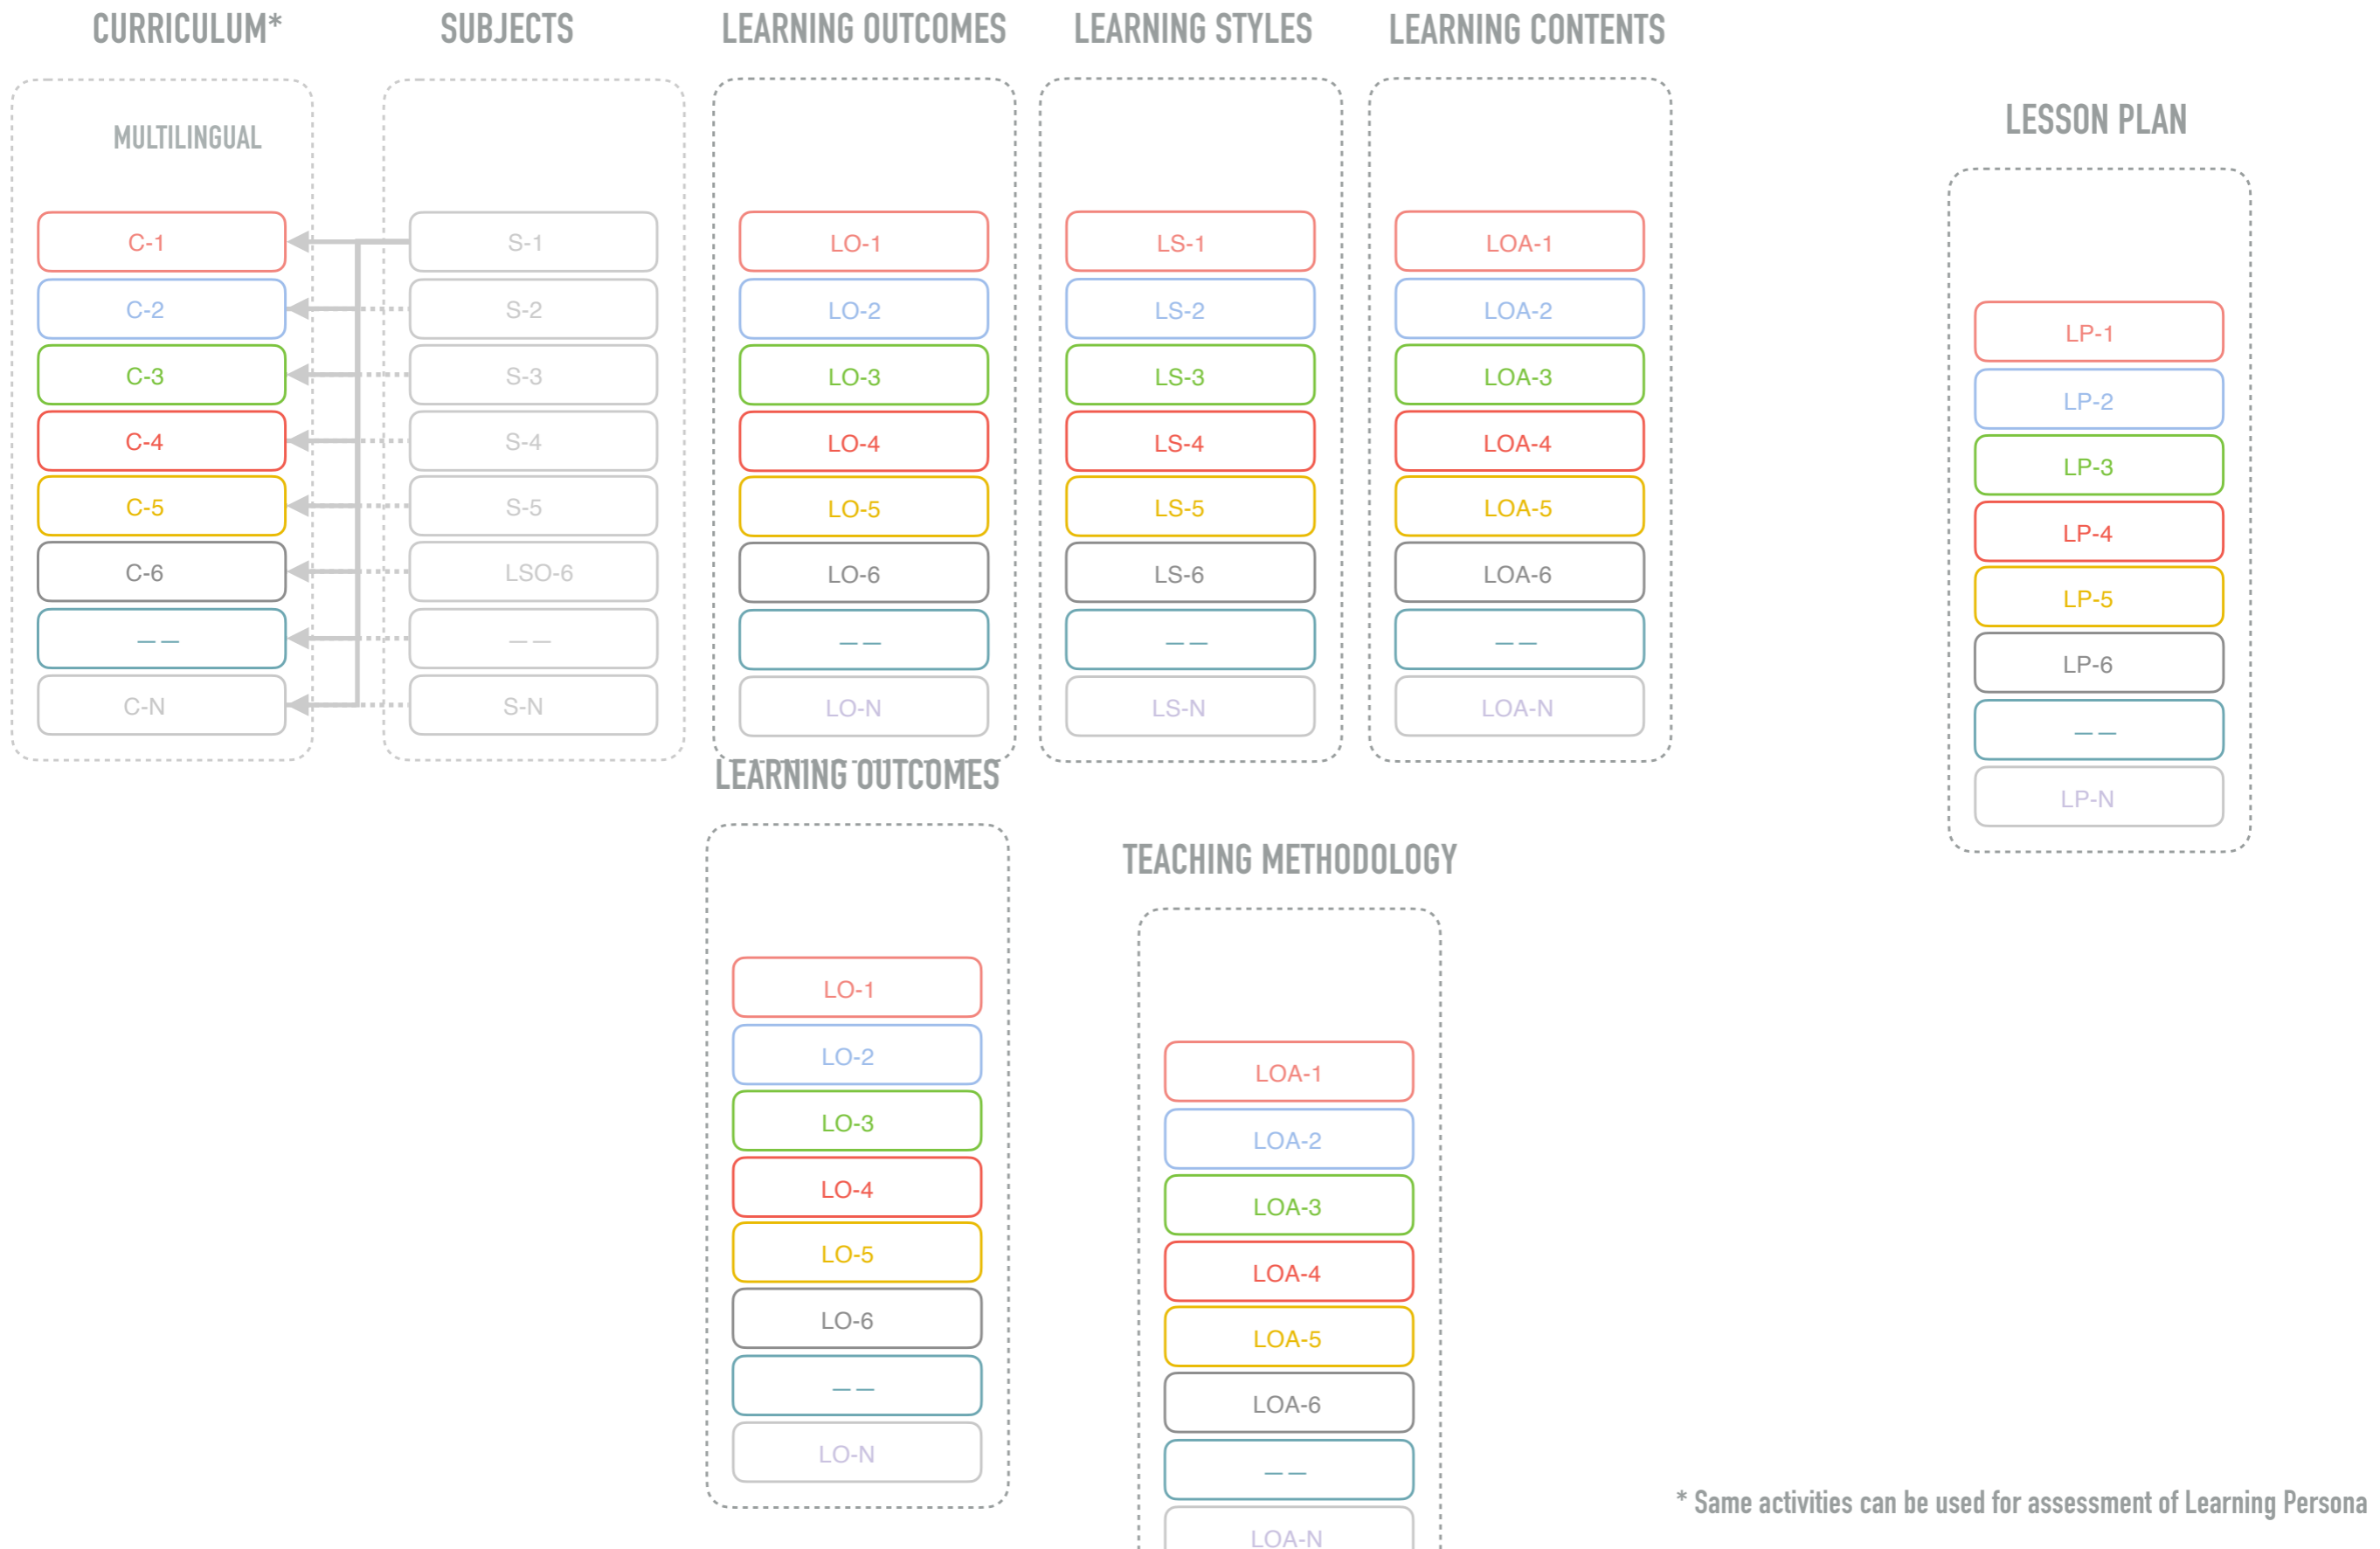 CURRICULUM*
MULTILINGUAL
C-1
C-2
C-3
C-4
C-5
C-6
— —
C-N
SUBJECTS
S-1
S-2
S-3
S-4
S-5
LSO-6
— —
S-N
LEARNING OUTCOMES
LO-1
LO-2
LO-3
LO-4
LO-5
LO-6
— —
LO-N
LEARNING STYLES
LS-1
LS-2
LS-3
LS-4
LS-5
LS-6
— —
LS-N
LEARNING CONTENTS
LOA-1
LOA-2
LOA-3
LOA-4
LOA-5
LOA-6
— —
LOA-N
LESSON PLAN
LP-1
LP-2
LP-3
LP-4
LP-5
LP-6
— —
LP-N
LEARNING OUTCOMES
LO-1
LO-2
LO-3
LO-4
LO-5
LO-6
— —
LO-N
TEACHING METHODOLOGY
LOA-1
LOA-2
LOA-3
LOA-4
LOA-5
LOA-6
— —
LOA-N
* Same activities can be used for assessment of Learning Persona